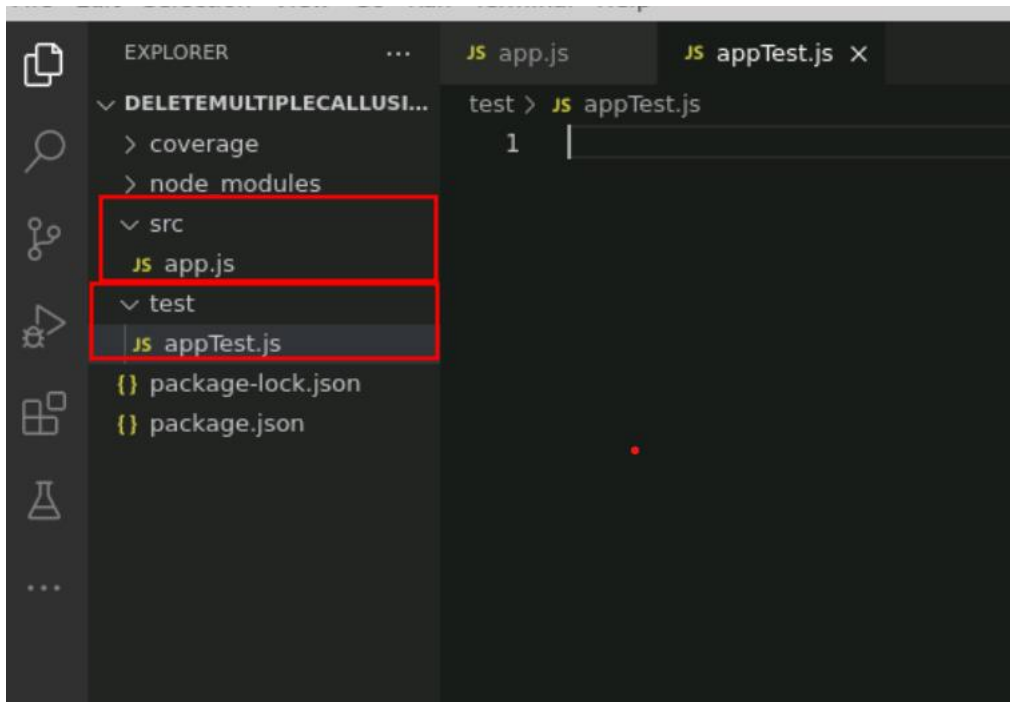 EXPLORER ...
JS app.js JS appTest.js ×
DELETEMULTIPLECALLUSI...
test > JS appTest.js
1
> coverage
> node_modules
src
JS app.js
test
JS appTest.js
{} package-lock.json
{} package.json